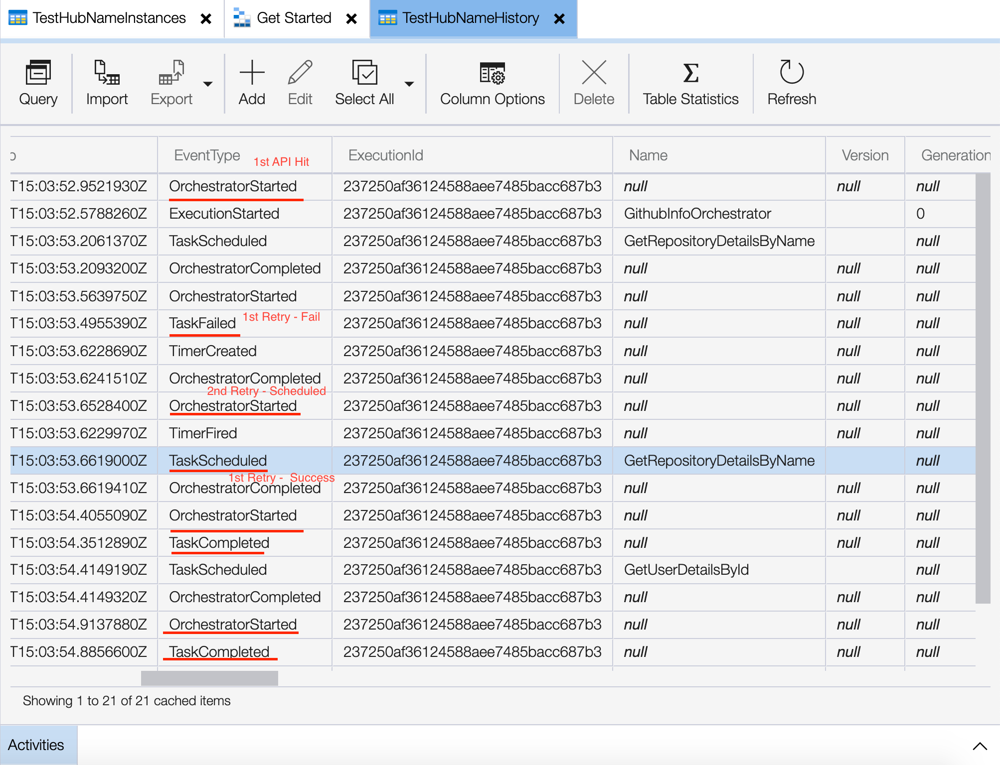 TestHubNameInstances Get Started TestHubNameHistory
Query Import Export Add Edit Select All Column Options Delete Table Statistics Refresh
EventType ExecutionId Name Version Generation
1st API Hit
T15:03:52.9521930Z OrchestratorStarted 237250af36124588aee7485bacc687b3 null null null
T15:03:52.5788260Z ExecutionStarted 237250af36124588aee7485bacc687b3 GithubInfoOrchestrator 0
T15:03:53.2061370Z TaskScheduled 237250af36124588aee7485bacc687b3 GetRepositoryDetailsByName null
T15:03:53.2093200Z OrchestratorCompleted 237250af36124588aee7485bacc687b3 null null null
T15:03:53.5639750Z OrchestratorStarted 237250af36124588aee7485bacc687b3 null null null
1st Retry - Fail
T15:03:53.4955390Z TaskFailed 237250af36124588aee7485bacc687b3 null null null
T15:03:53.6228690Z TimerCreated 237250af36124588aee7485bacc687b3 null null null
T15:03:53.6241510Z OrchestratorCompleted 237250af36124588aee7485bacc687b3 null null null
2nd Retry - Scheduled
T15:03:53.6528400Z OrchestratorStarted 237250af36124588aee7485bacc687b3 null null null
T15:03:53.6229970Z TimerFired 237250af36124588aee7485bacc687b3 null null null
T15:03:53.6619000Z TaskScheduled 237250af36124588aee7485bacc687b3 GetRepositoryDetailsByName null
1st Retry - Success
T15:03:53.6619410Z OrchestratorCompleted 237250af36124588aee7485bacc687b3 null null null
T15:03:54.4055090Z OrchestratorStarted 237250af36124588aee7485bacc687b3 null null null
T15:03:54.3512890Z TaskCompleted 237250af36124588aee7485bacc687b3 null null null
T15:03:54.4149190Z TaskScheduled 237250af36124588aee7485bacc687b3 GetUserDetailsById null
T15:03:54.4149320Z OrchestratorCompleted 237250af36124588aee7485bacc687b3 null null null
T15:03:54.9137880Z OrchestratorStarted 237250af36124588aee7485bacc687b3 null null null
T15:03:54.8856600Z TaskCompleted 237250af36124588aee7485bacc687b3 null null null
Showing 1 to 21 of 21 cached items
Activities